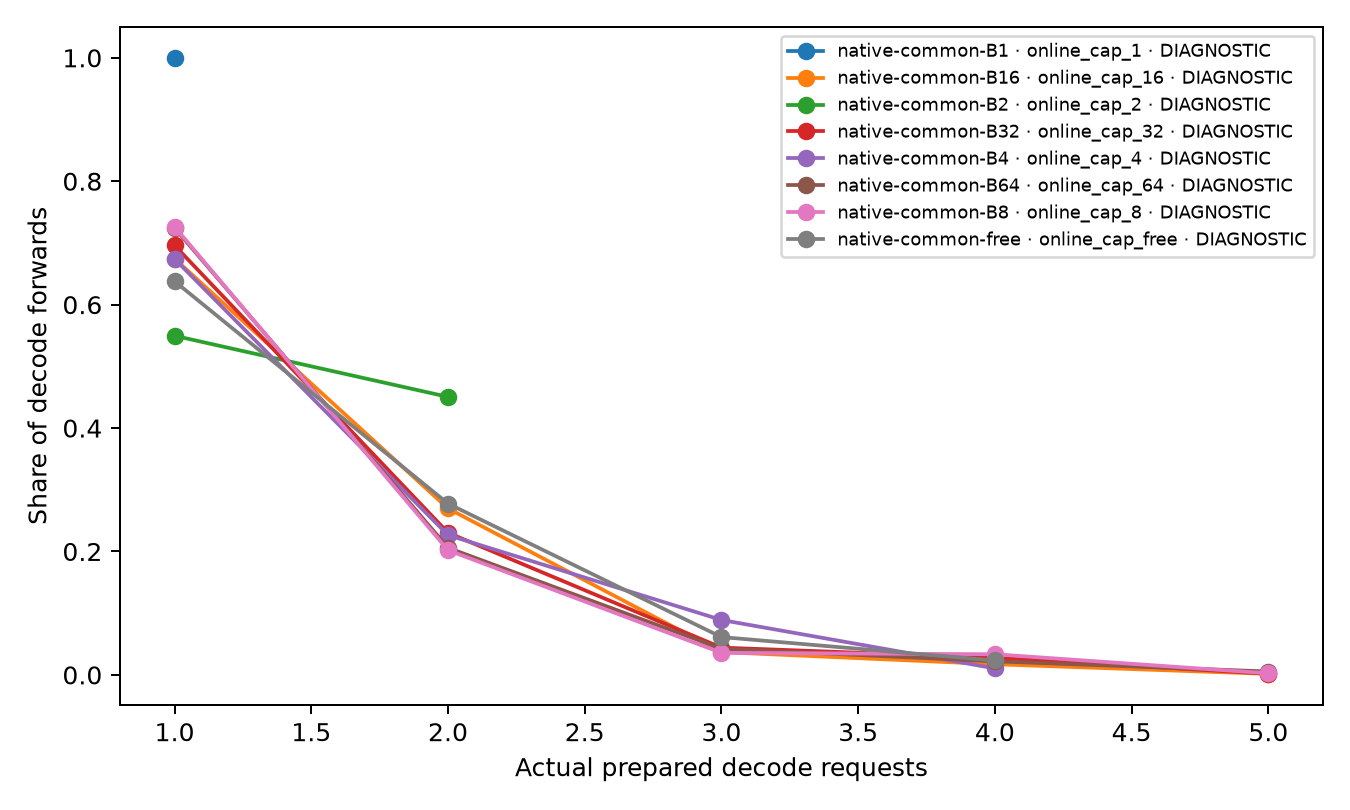 native-common-B1 · online_cap_1 · DIAGNOSTIC
native-common-B16 · online_cap_16 · DIAGNOSTIC
native-common-B2 · online_cap_2 · DIAGNOSTIC
native-common-B32 · online_cap_32 · DIAGNOSTIC
native-common-B4 · online_cap_4 · DIAGNOSTIC
native-common-B64 · online_cap_64 · DIAGNOSTIC
native-common-B8 · online_cap_8 · DIAGNOSTIC
native-common-free · online_cap_free · DIAGNOSTIC
Share of decode forwards
1.0
0.8
0.6
0.4
0.2
0.0
1.0 1.5 2.0 2.5 3.0 3.5 4.0 4.5 5.0
Actual prepared decode requests